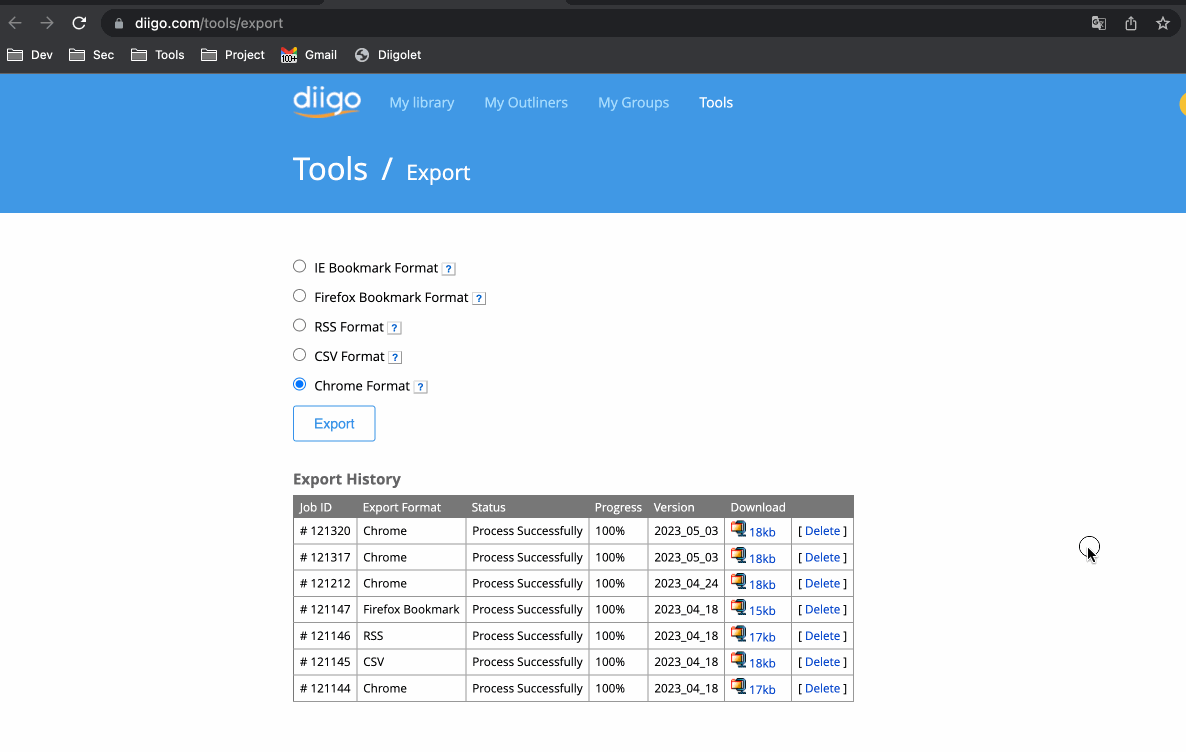 diigo.com/tools/export
Dev Sec Tools Project 100+ Gmail Diigolet
diigo My library My Outliners My Groups Tools
Tools / Export
IE Bookmark Format ?
Firefox Bookmark Format ?
RSS Format ?
CSV Format ?
Chrome Format ?
Export
Export History
Job ID Export Format Status Progress Version Download
# 121320 Chrome Process Successfully 100% 2023_05_03 18kb [ Delete ]
# 121317 Chrome Process Successfully 100% 2023_05_03 18kb [ Delete ]
# 121212 Chrome Process Successfully 100% 2023_04_24 18kb [ Delete ]
# 121147 Firefox Bookmark Process Successfully 100% 2023_04_18 15kb [ Delete ]
# 121146 RSS Process Successfully 100% 2023_04_18 17kb [ Delete ]
# 121145 CSV Process Successfully 100% 2023_04_18 18kb [ Delete ]
# 121144 Chrome Process Successfully 100% 2023_04_18 17kb [ Delete ]